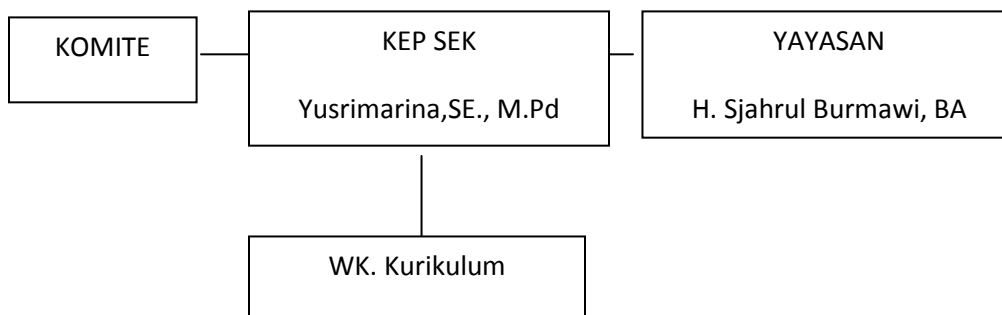 KOMITE
KEP SEK
Yusrimarina,SE., M.Pd
YAYASAN
H. Sjahrul Burmawi, BA
WK. Kurikulum